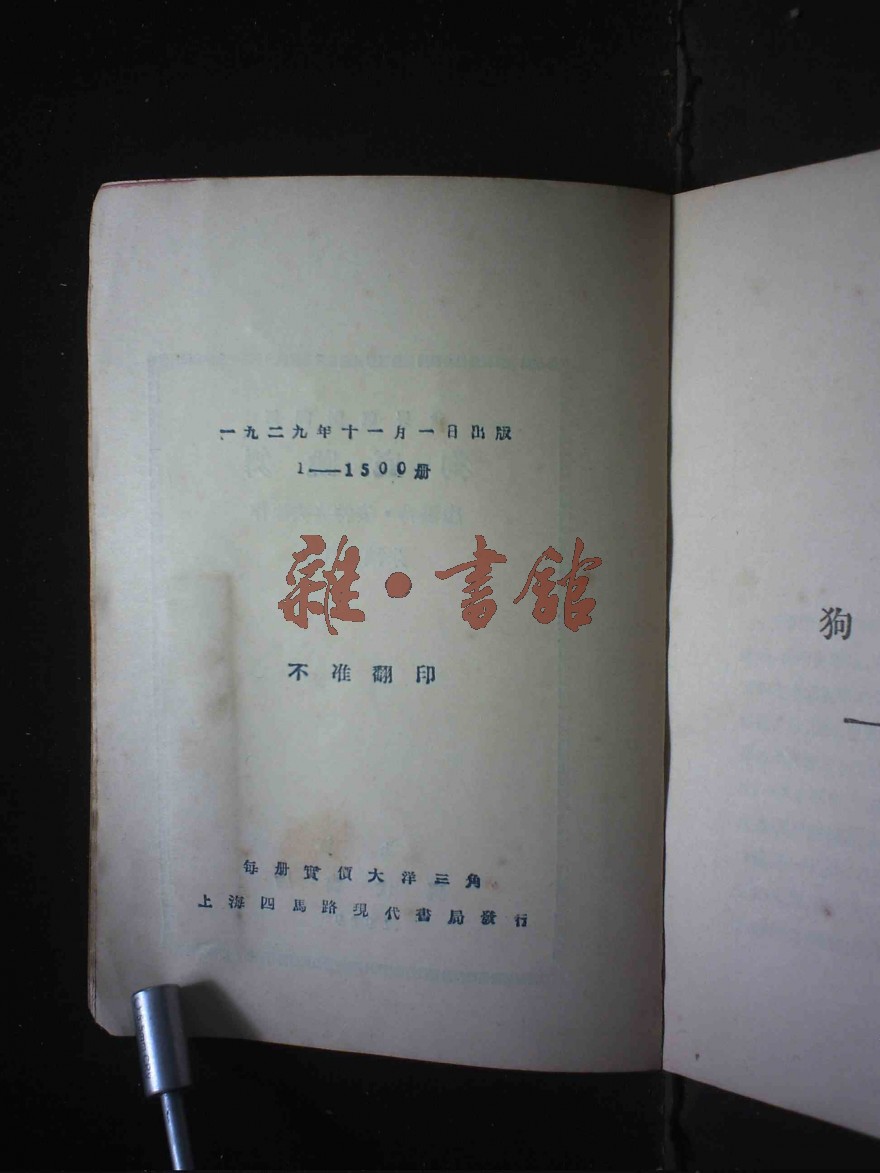 一九二九年十一月一日出版
1—1500册
雜·書館
不准翻印
每册實價大洋三角
上海四馬路現代書局發行
狗